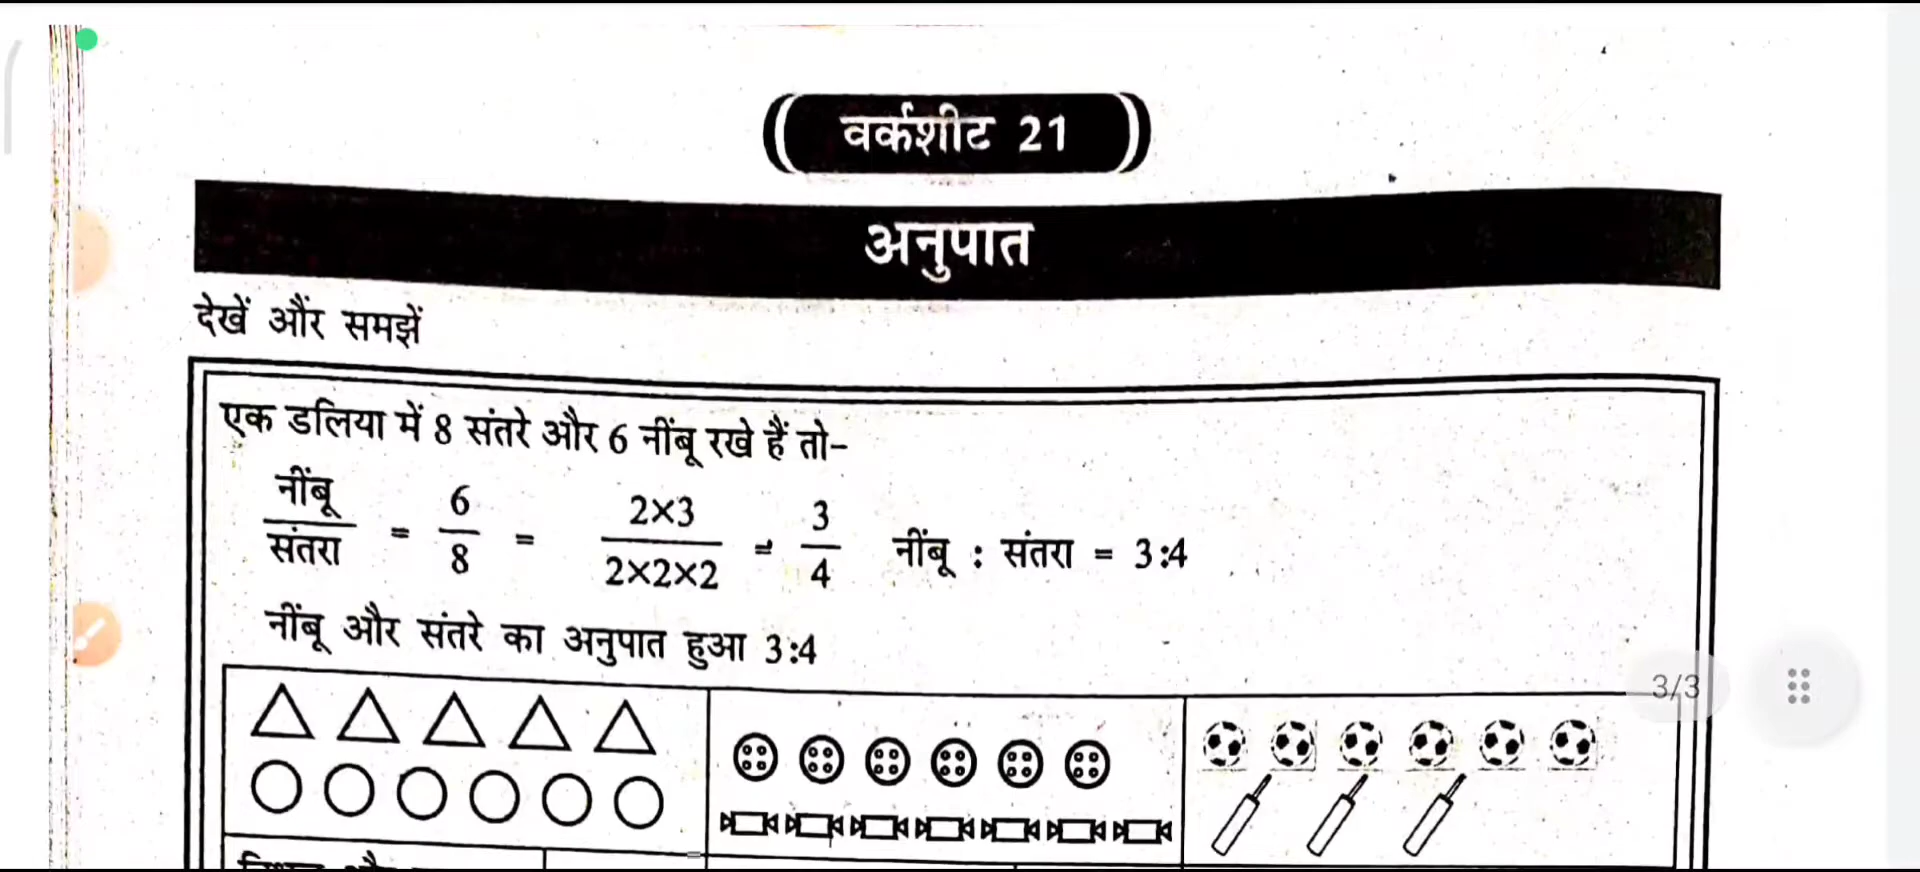 वर्कशीट 21
अनुपात
देखें और समझें
एक डलिया में 8 संतरे और 6 नींबू रखे हैं तो-
नींबू/संतरा = 6/8 = 2×3/2×2×2 = 3/4 नींबू : संतरा = 3:4
नींबू और संतरे का अनुपात हुआ 3:4
3/3